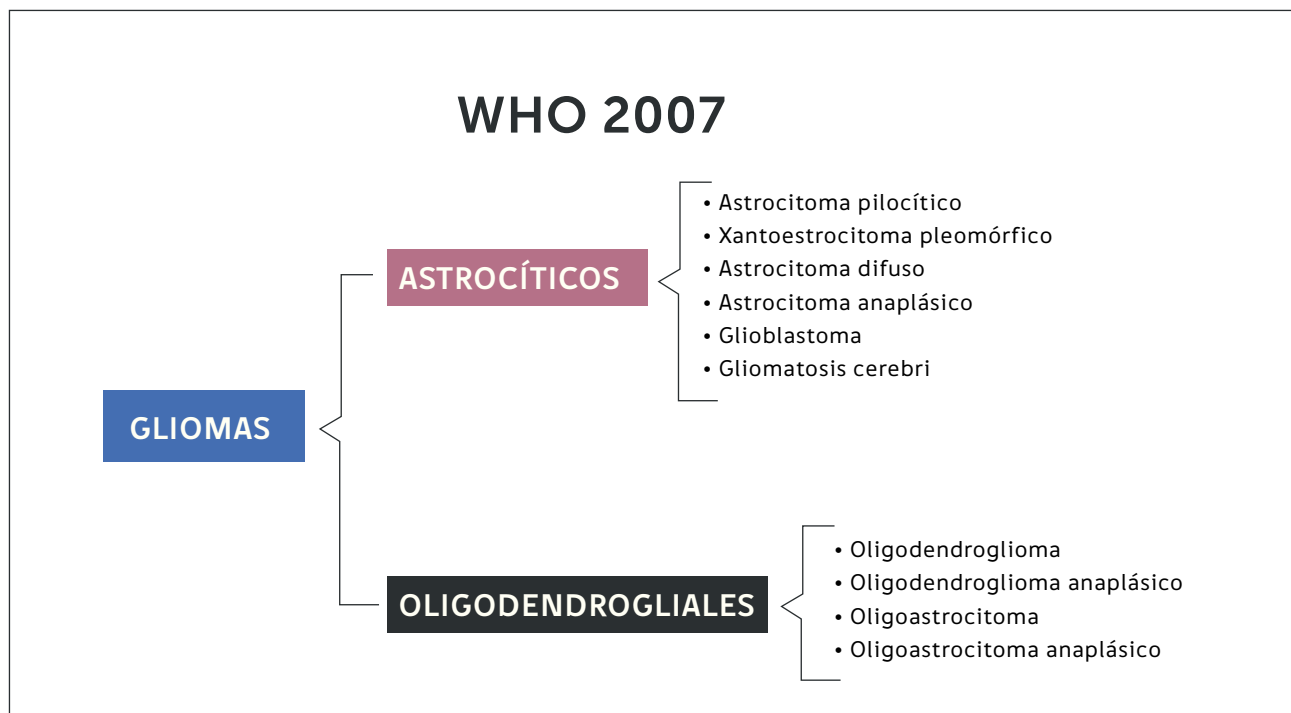 WHO 2007
GLIOMAS
ASTROCÍTICOS
• Astrocitoma pilocítico
• Xantoestrocitoma pleomórfico
• Astrocitoma difuso
• Astrocitoma anaplásico
• Glioblastoma
• Gliomatosis cerebri
OLIGODENDROGLIALES
• Oligodendroglioma
• Oligodendroglioma anaplásico
• Oligoastrocitoma
• Oligoastrocitoma anaplásico